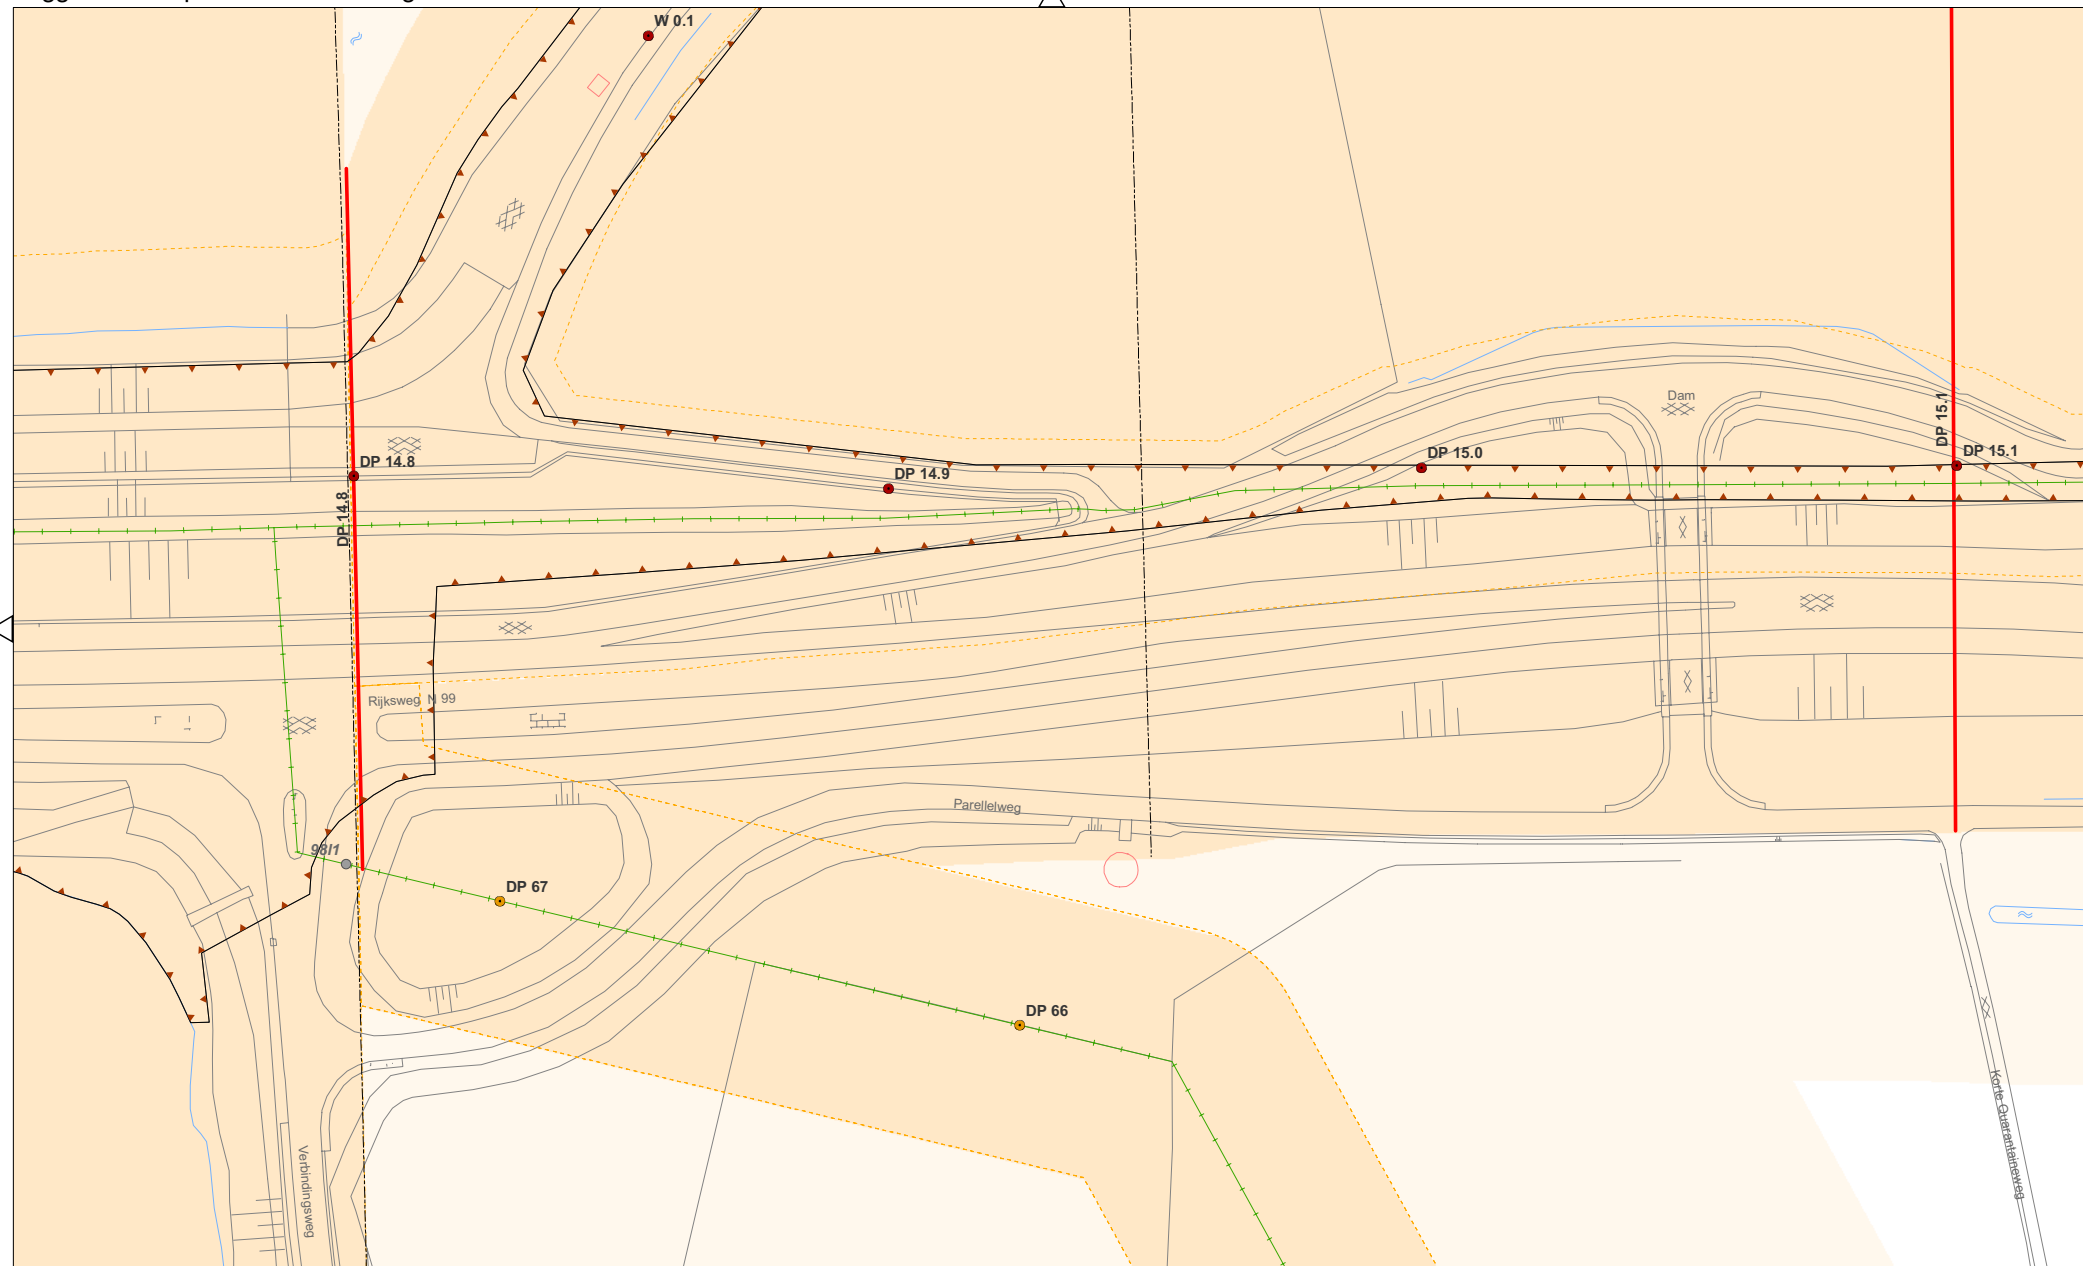 W 0.1
Dam
DP 15.1
DP 14.8
DP 14.9
DP 15.0
DP 15.1
DP 14.8
Rijksweg N 99
Parellelweg
98/1
DP 67
DP 66
Korte Quarantaineweg
Verbindingsweg